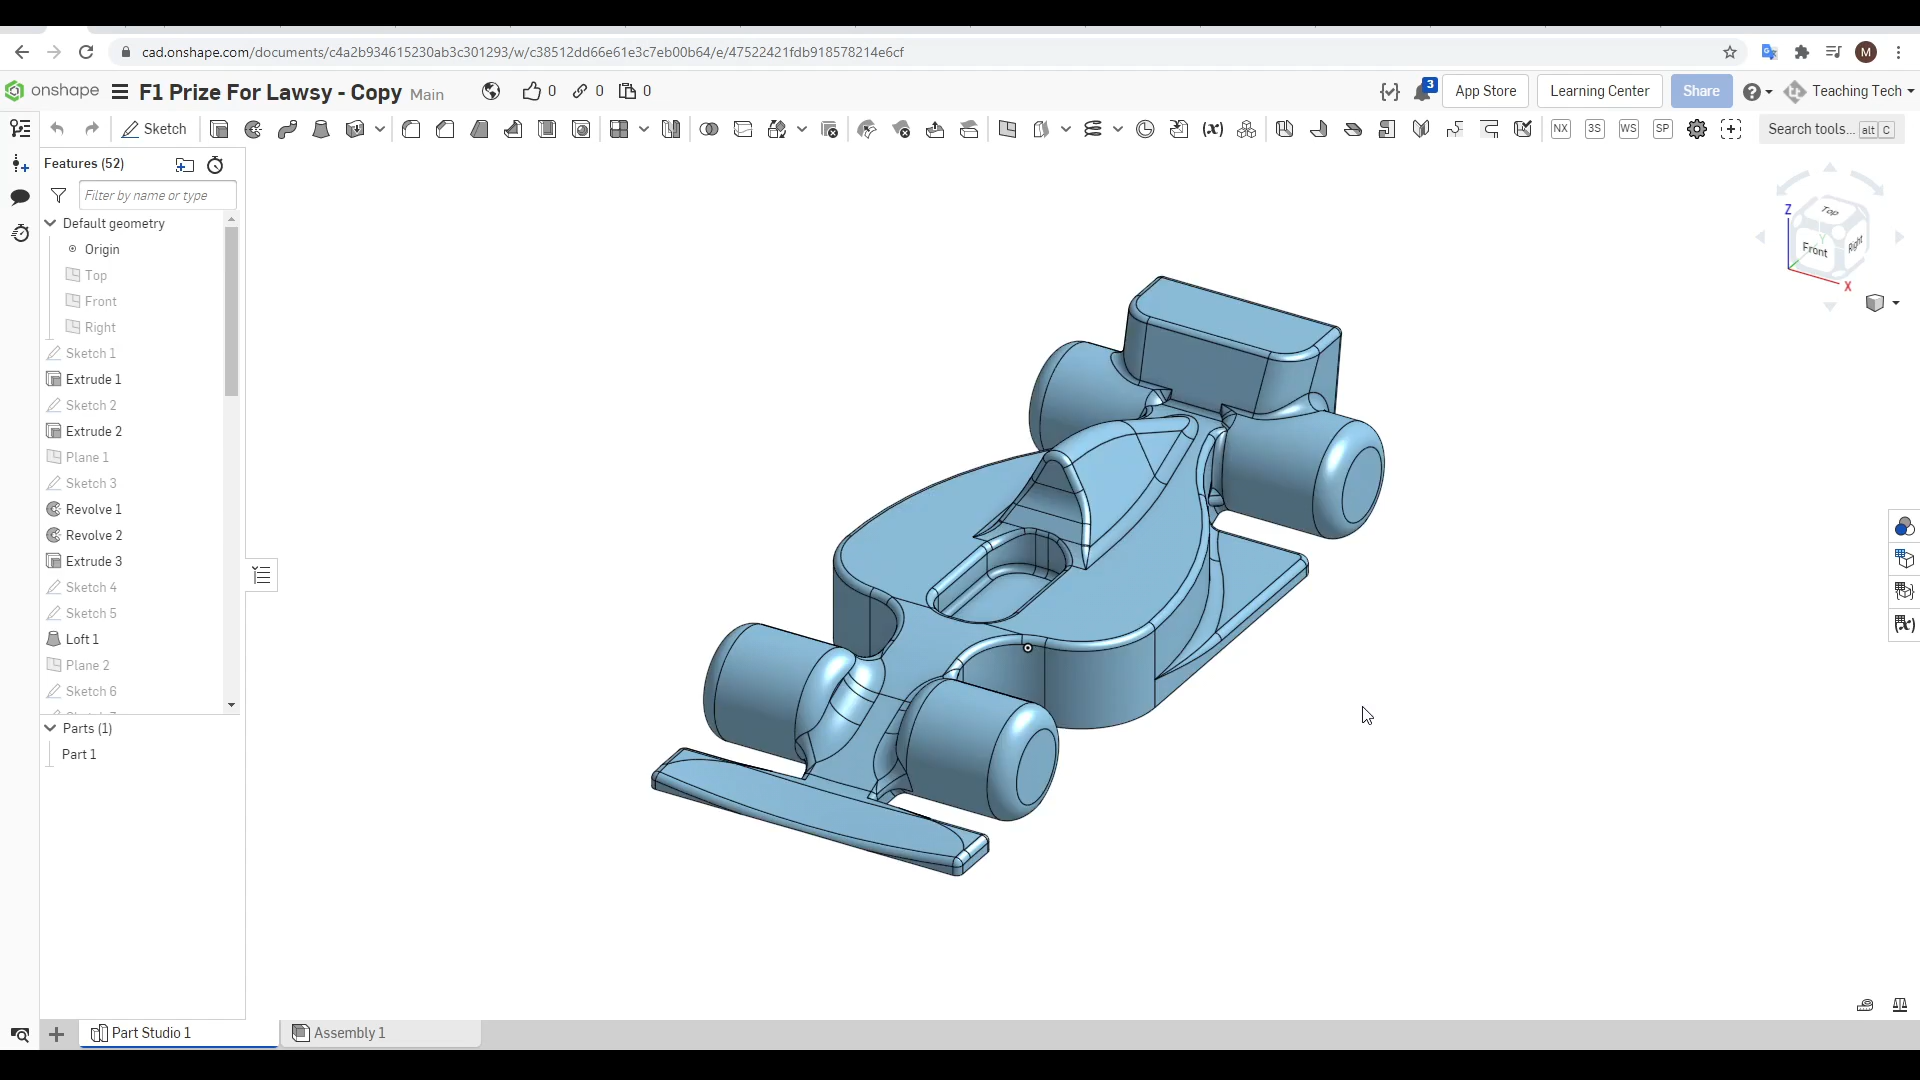 cad.onshape.com/documents/c4a2b934615230ab3c301293/w/c38512dd66e61e3c7eb00b64/e/47522421fdb918578214e6cf
M
onshape F1 Prize For Lawsy - Copy Main 0 0 0 3 App Store Learning Center Share Teaching Tech
Sketch (x) NX 3S WS SP Search tools... alt C
Features (52)
Filter by name or type
Default geometry
Origin
Top
Front
Right
Sketch 1
Extrude 1
Sketch 2
Extrude 2
Plane 1
Sketch 3
Revolve 1
Revolve 2
Extrude 3
Sketch 4
Sketch 5
Loft 1
Plane 2
Sketch 6
Parts (1)
Part 1
Z
Top
Y
Front
Right
X
(x)
Part Studio 1
Assembly 1